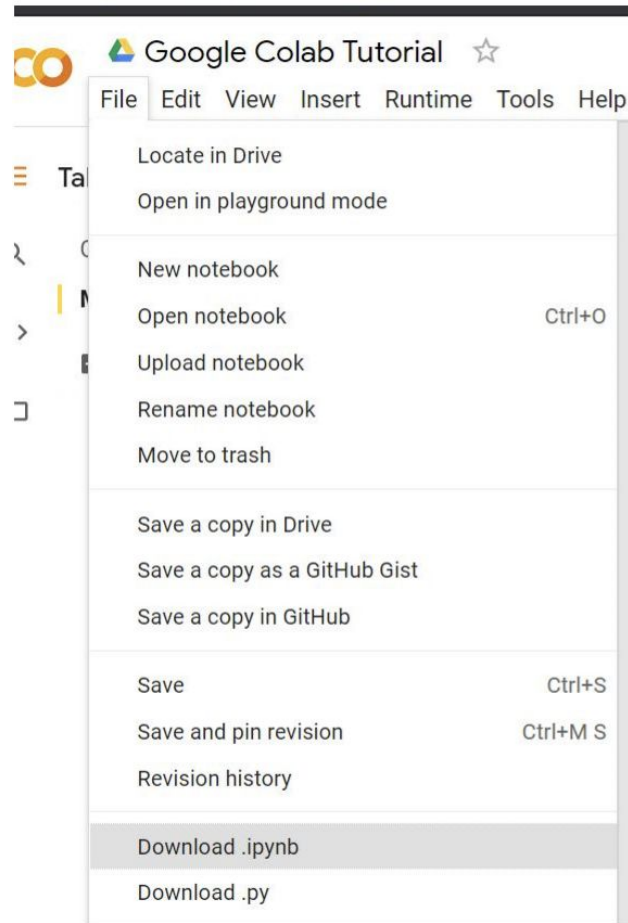 CO
Google Colab Tutorial
File Edit View Insert Runtime Tools Help
Locate in Drive
Open in playground mode
New notebook
Open notebook Ctrl+O
Upload notebook
Rename notebook
Move to trash
Save a copy in Drive
Save a copy as a GitHub Gist
Save a copy in GitHub
Save Ctrl+S
Save and pin revision Ctrl+M S
Revision history
Download .ipynb
Download .py